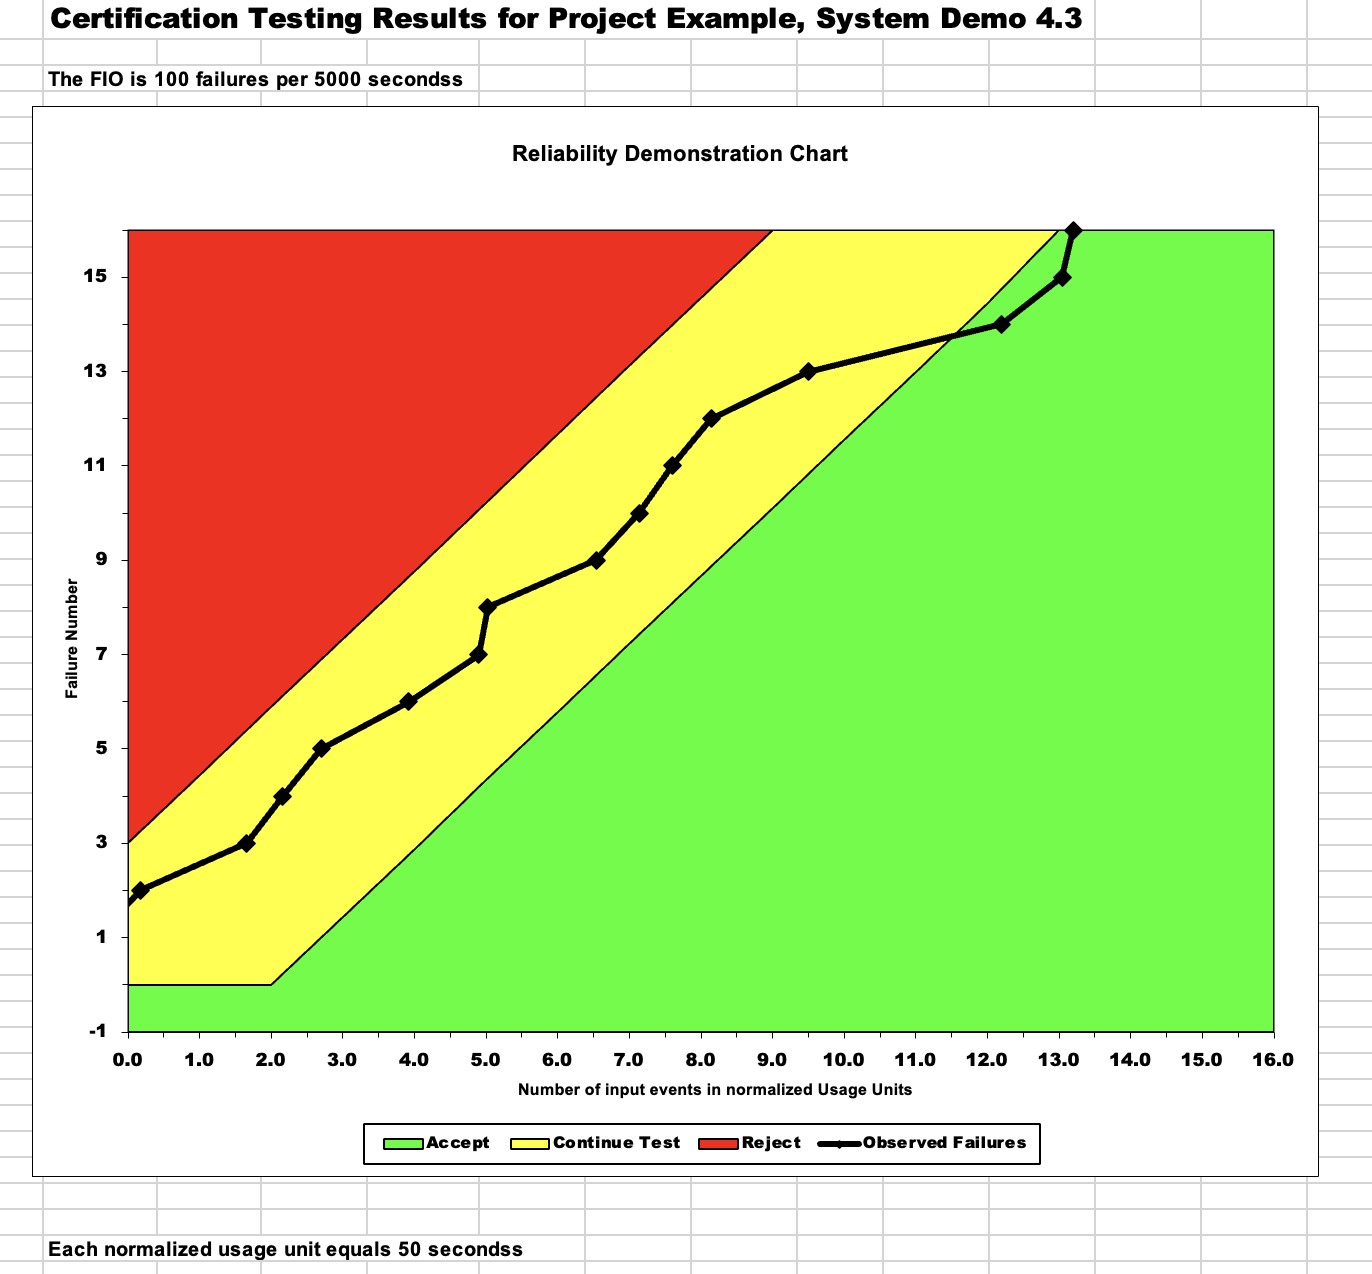 Certification Testing Results for Project Example, System Demo 4.3
The FIO is 100 failures per 5000 secondss
Reliability Demonstration Chart
15
13
11
9
7
5
3
1
-1
Failure Number
0.0 1.0 2.0 3.0 4.0 5.0 6.0 7.0 8.0 9.0 10.0 11.0 12.0 13.0 14.0 15.0 16.0
Number of input events in normalized Usage Units
Accept Continue Test Reject Observed Failures
Each normalized usage unit equals 50 secondss